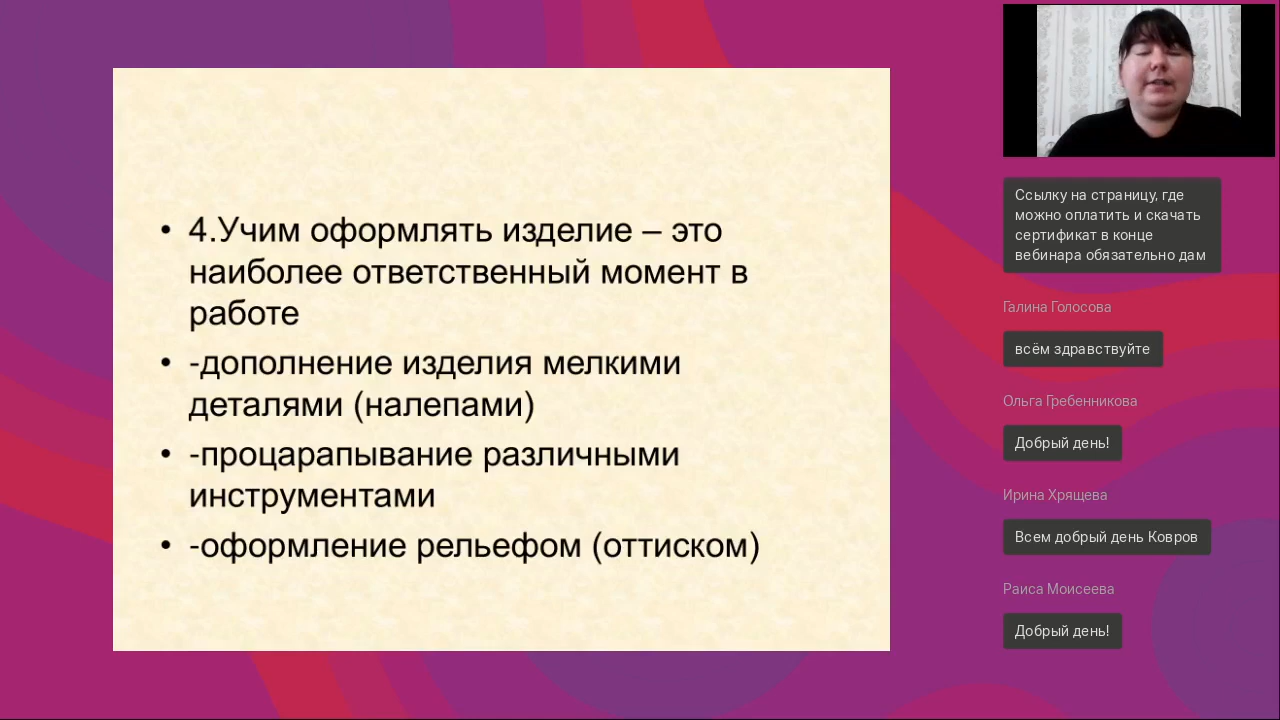 • 4.Учим оформлять изделие – это
наиболее ответственный момент в
работе
• -дополнение изделия мелкими
деталями (налепами)
• -процарапывание различными
инструментами
• -оформление рельефом (оттиском)
Ссылку на страницу, где
можно оплатить и скачать
сертификат в конце
вебинара обязательно дам
Галина Голосова
всём здравствуйте
Ольга Гребенникова
Добрый день!
Ирина Хрящева
Всем добрый день Ковров
Раиса Моисеева
Добрый день!